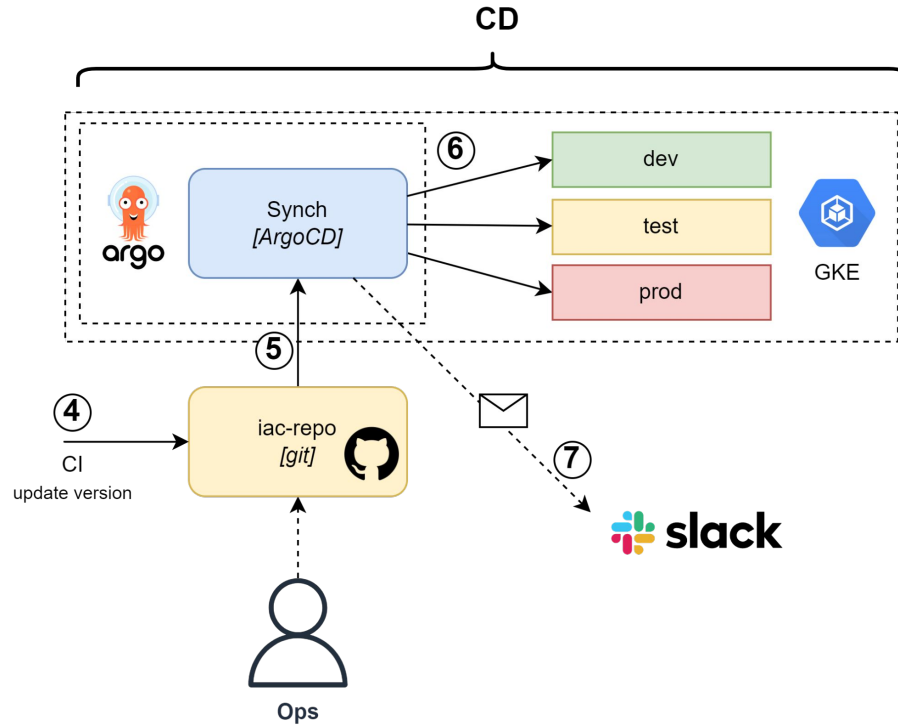 CD
6
dev
Synch
[ArgoCD]
test
argo
GKE
prod
5
4
iac-repo
[git]
CI
update version
7
slack
Ops